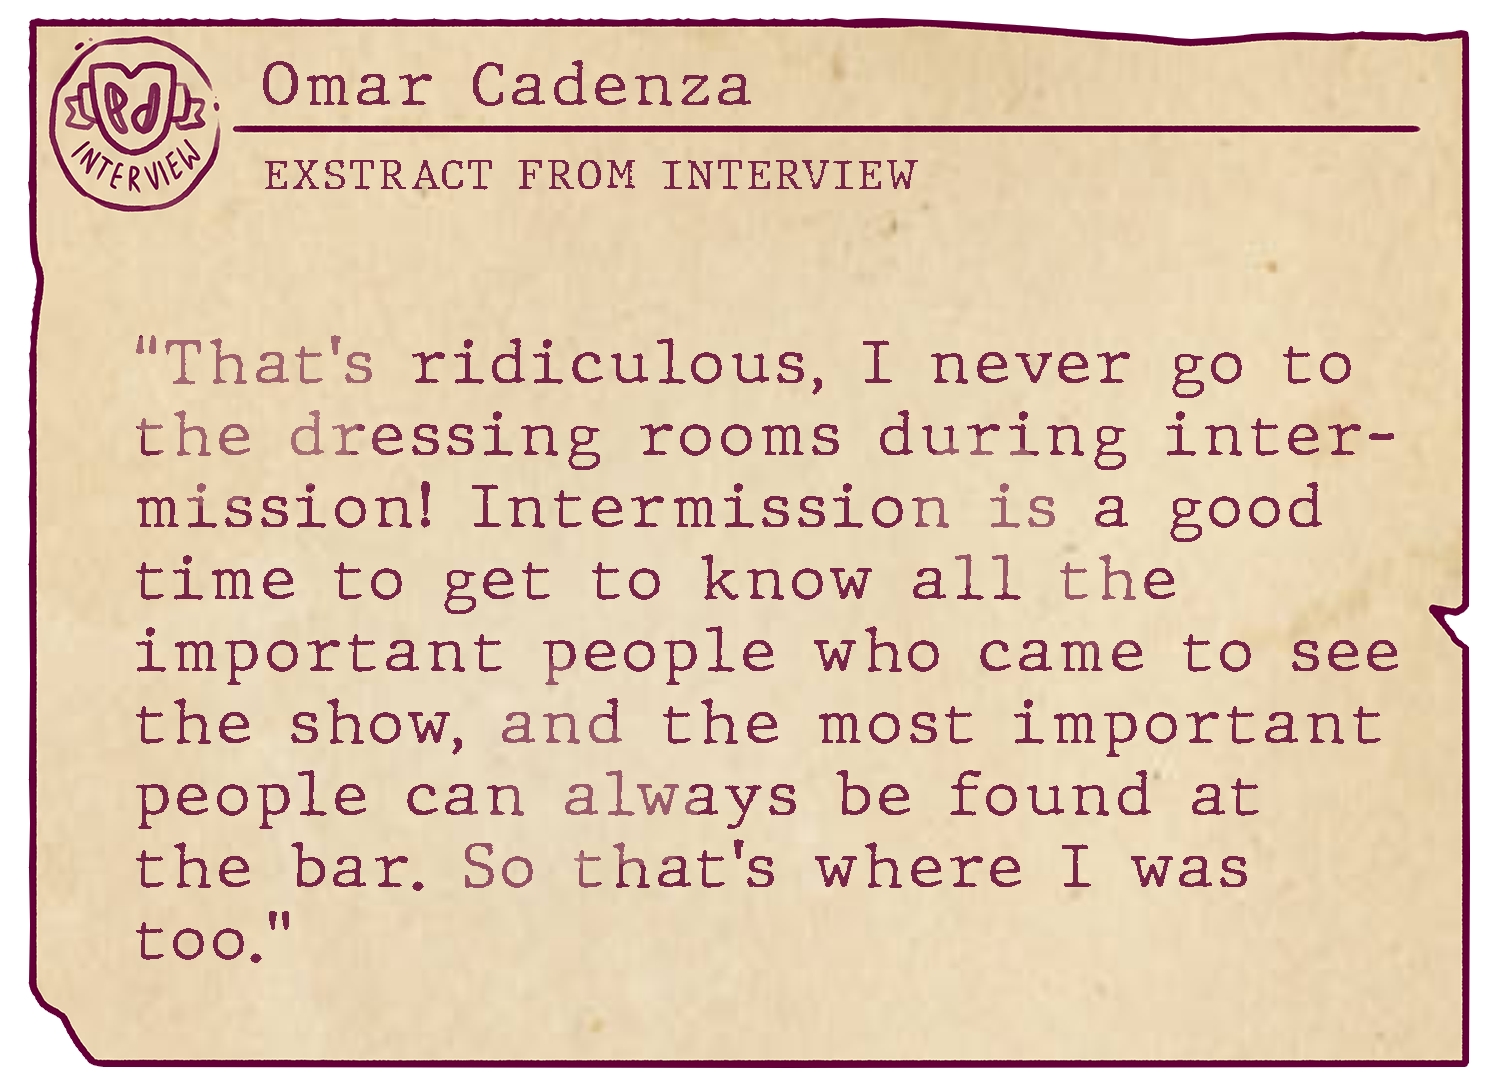 Omar Cadenza
Pd
INTERVIEW
EXSTRACT FROM INTERVIEW
"That's ridiculous, I never go to
the dressing rooms during inter-
mission! Intermission is a good
time to get to know all the
important people who came to see
the show, and the most important
people can always be found at
the bar. So that's where I was
too."